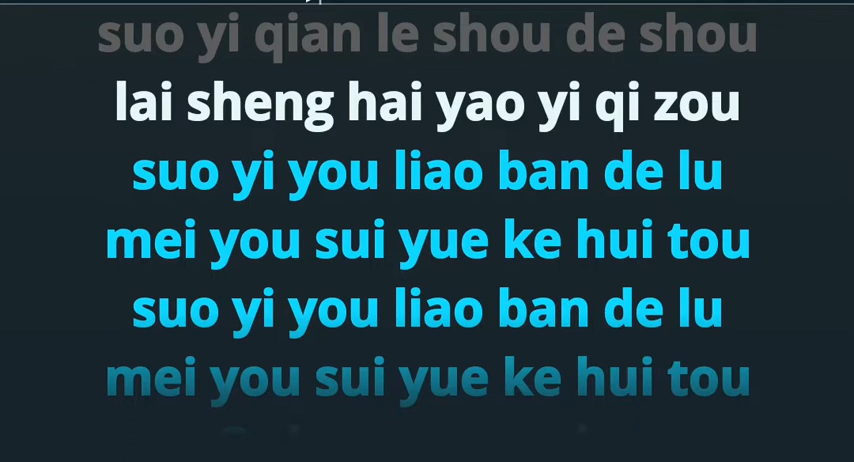 suo yi qian le shou de shou
lai sheng hai yao yi qi zou
suo yi you liao ban de lu
mei you sui yue ke hui tou
suo yi you liao ban de lu
mei you sui yue ke hui tou